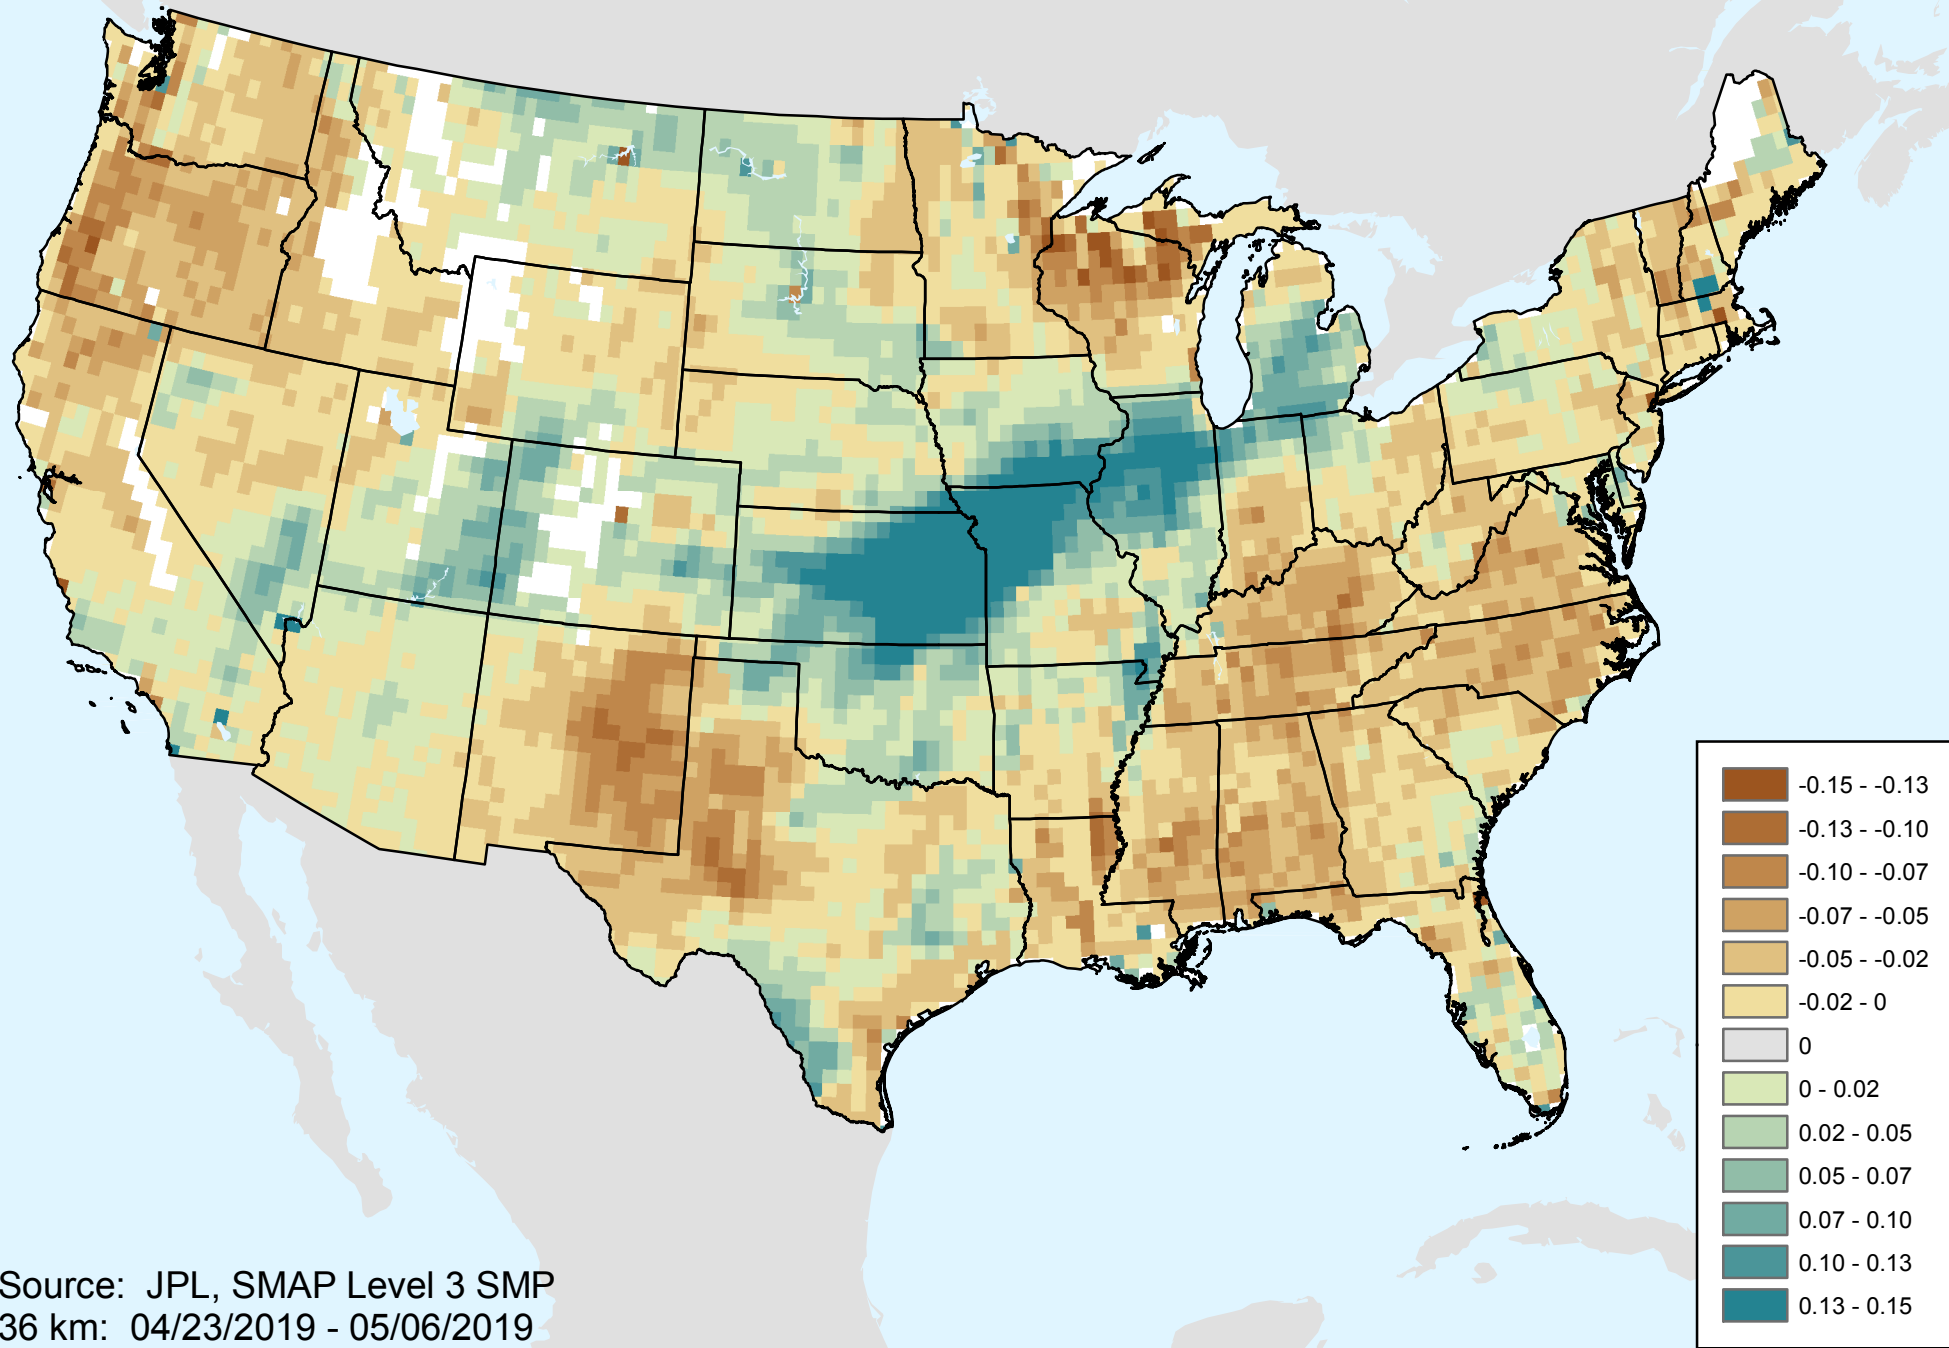 -0.15 - -0.13
-0.13 - -0.10
-0.10 - -0.07
-0.07 - -0.05
-0.05 - -0.02
-0.02 - 0
0
0 - 0.02
0.02 - 0.05
0.05 - 0.07
0.07 - 0.10
0.10 - 0.13
0.13 - 0.15
Source: JPL, SMAP Level 3 SMP
36 km: 04/23/2019 - 05/06/2019